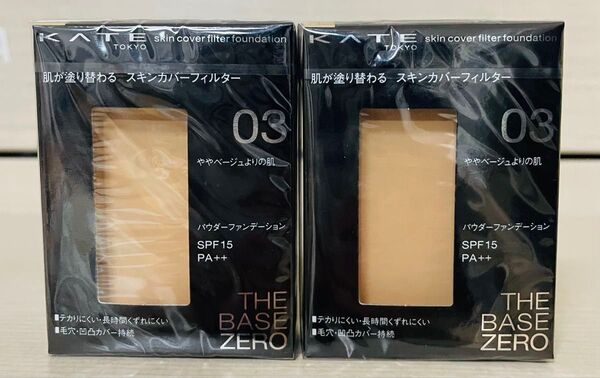 KATE
TOKYO
skin cover filter foundation
肌が塗り替わる スキンカバーフィルター
03
ややベージュよりの肌
パウダーファンデーション
SPF15
PA++
THE
BASE
ZERO
■テカりにくい・長時間くずれにくい
■毛穴・凹凸カバー持続
KATE
TOKYO
skin cover filter foundation
肌が塗り替わる スキンカバーフィルター
03
ややベージュよりの肌
パウダーファンデーション
SPF15
PA++
THE
BASE
ZERO
■テカりにくい・長時間くずれにくい
■毛穴・凹凸カバー持続